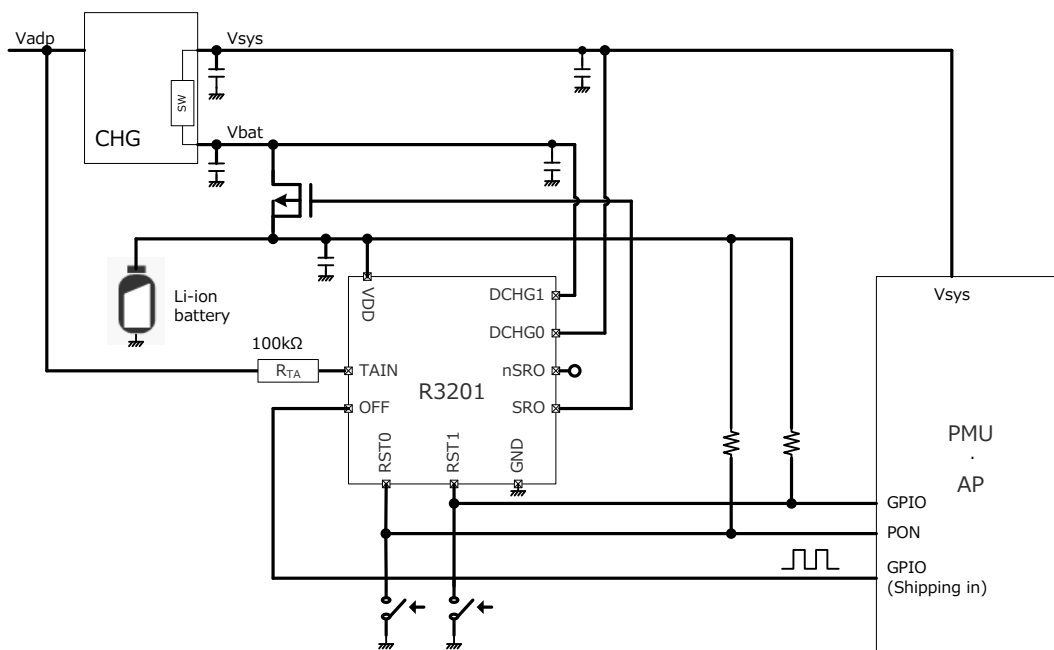 Vadp
Vsys
SW
CHG
Vbat
Li-ion
battery
100kΩ
RTA
VDD
DCHG1
DCHG0
TAIN
nSRO
R3201
OFF
SRO
RST0
RST1
GND
Vsys
PMU
·
AP
GPIO
PON
GPIO
(Shipping in)